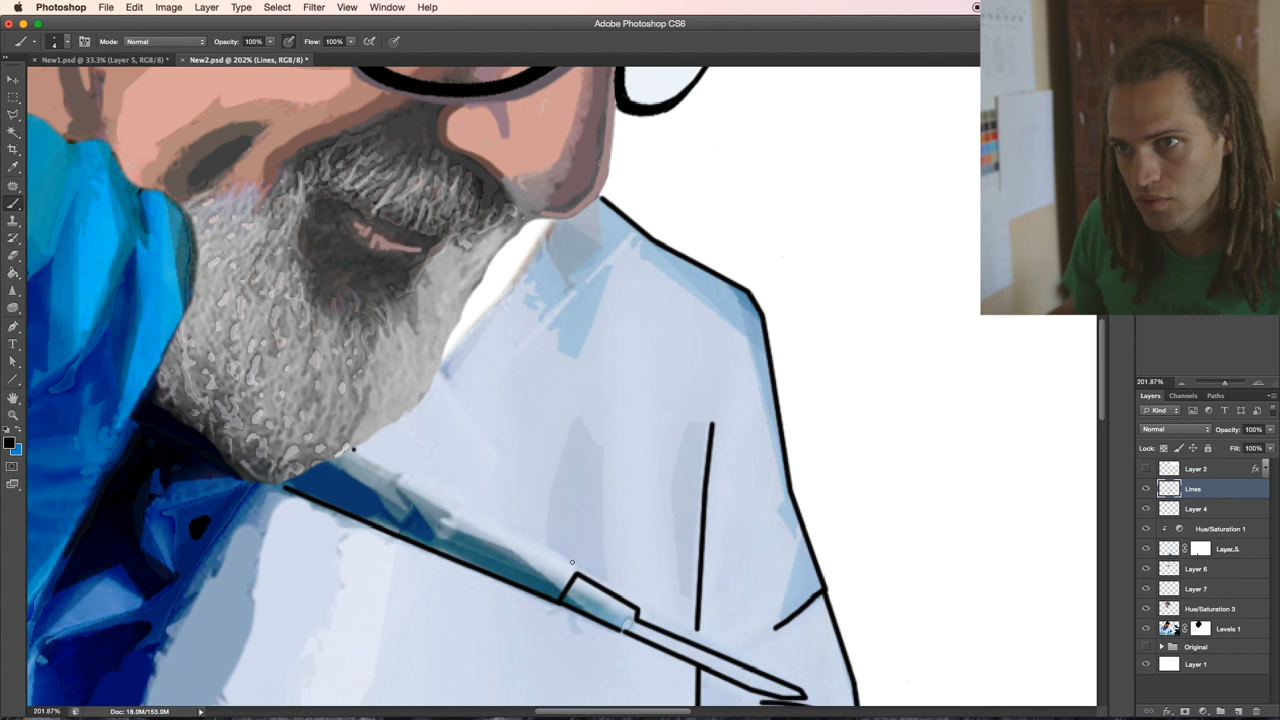 Photoshop File Edit Image Layer Type Select Filter View Window Help
Adobe Photoshop CS6
4 Mode: Normal Opacity: 100% Flow: 100%
New1.psd @ 33.3% (Layer 5, RGB/8) * New2.psd @ 202% (Lines, RGB/8) *
201.87%
Layers Channels Paths
Kind
Normal Opacity: 100%
Lock: Fill: 100%
Layer 2 fx
Lines
Layer 4
Hue/Saturation 1
Layer 5
Layer 6
Layer 7
Hue/Saturation 3
Levels 1
Original
Layer 1
201.87% Doc: 18.0M/153.0M